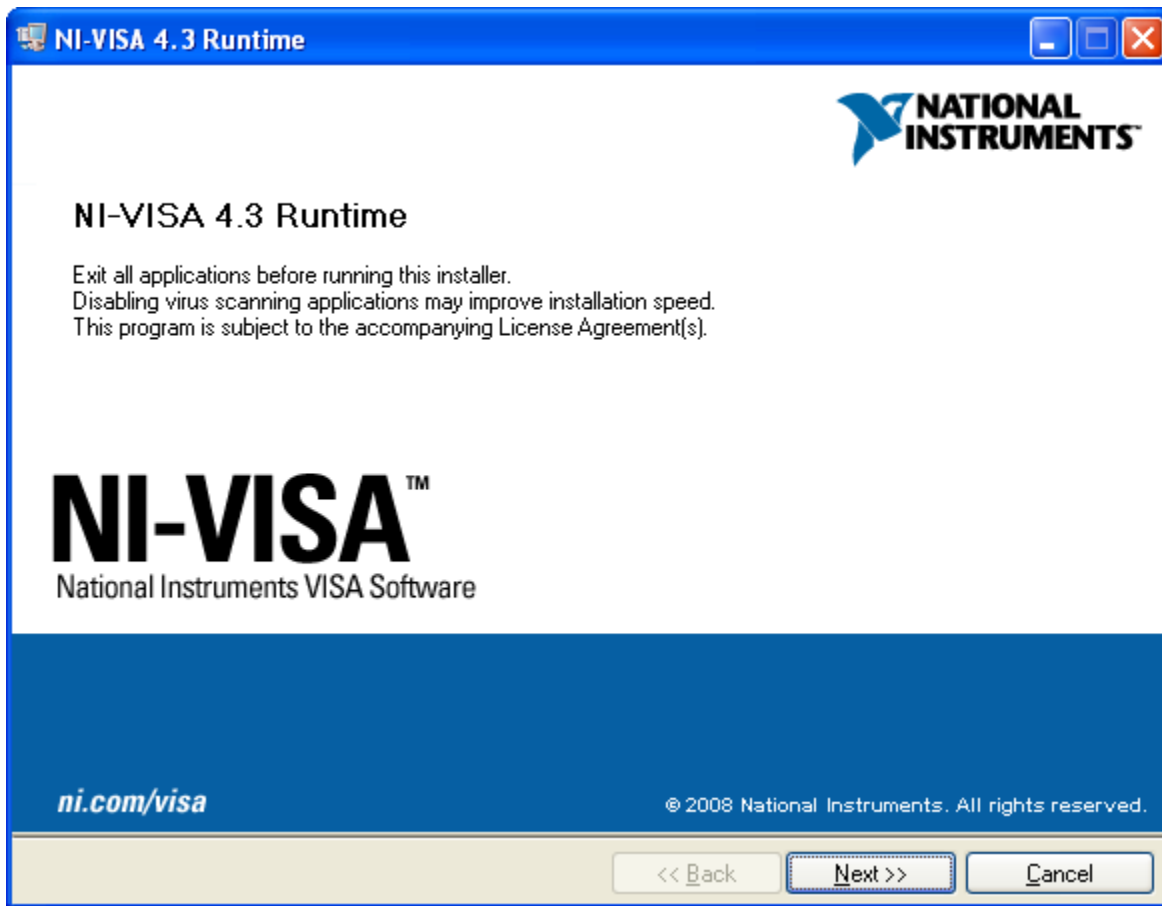 NI-VISA 4.3 Runtime
NATIONAL
INSTRUMENTS™
NI-VISA 4.3 Runtime
Exit all applications before running this installer.
Disabling virus scanning applications may improve installation speed.
This program is subject to the accompanying License Agreement(s).
NI-VISA™
National Instruments VISA Software
ni.com/visa
© 2008 National Instruments. All rights reserved.
<< Back
Next >>
Cancel